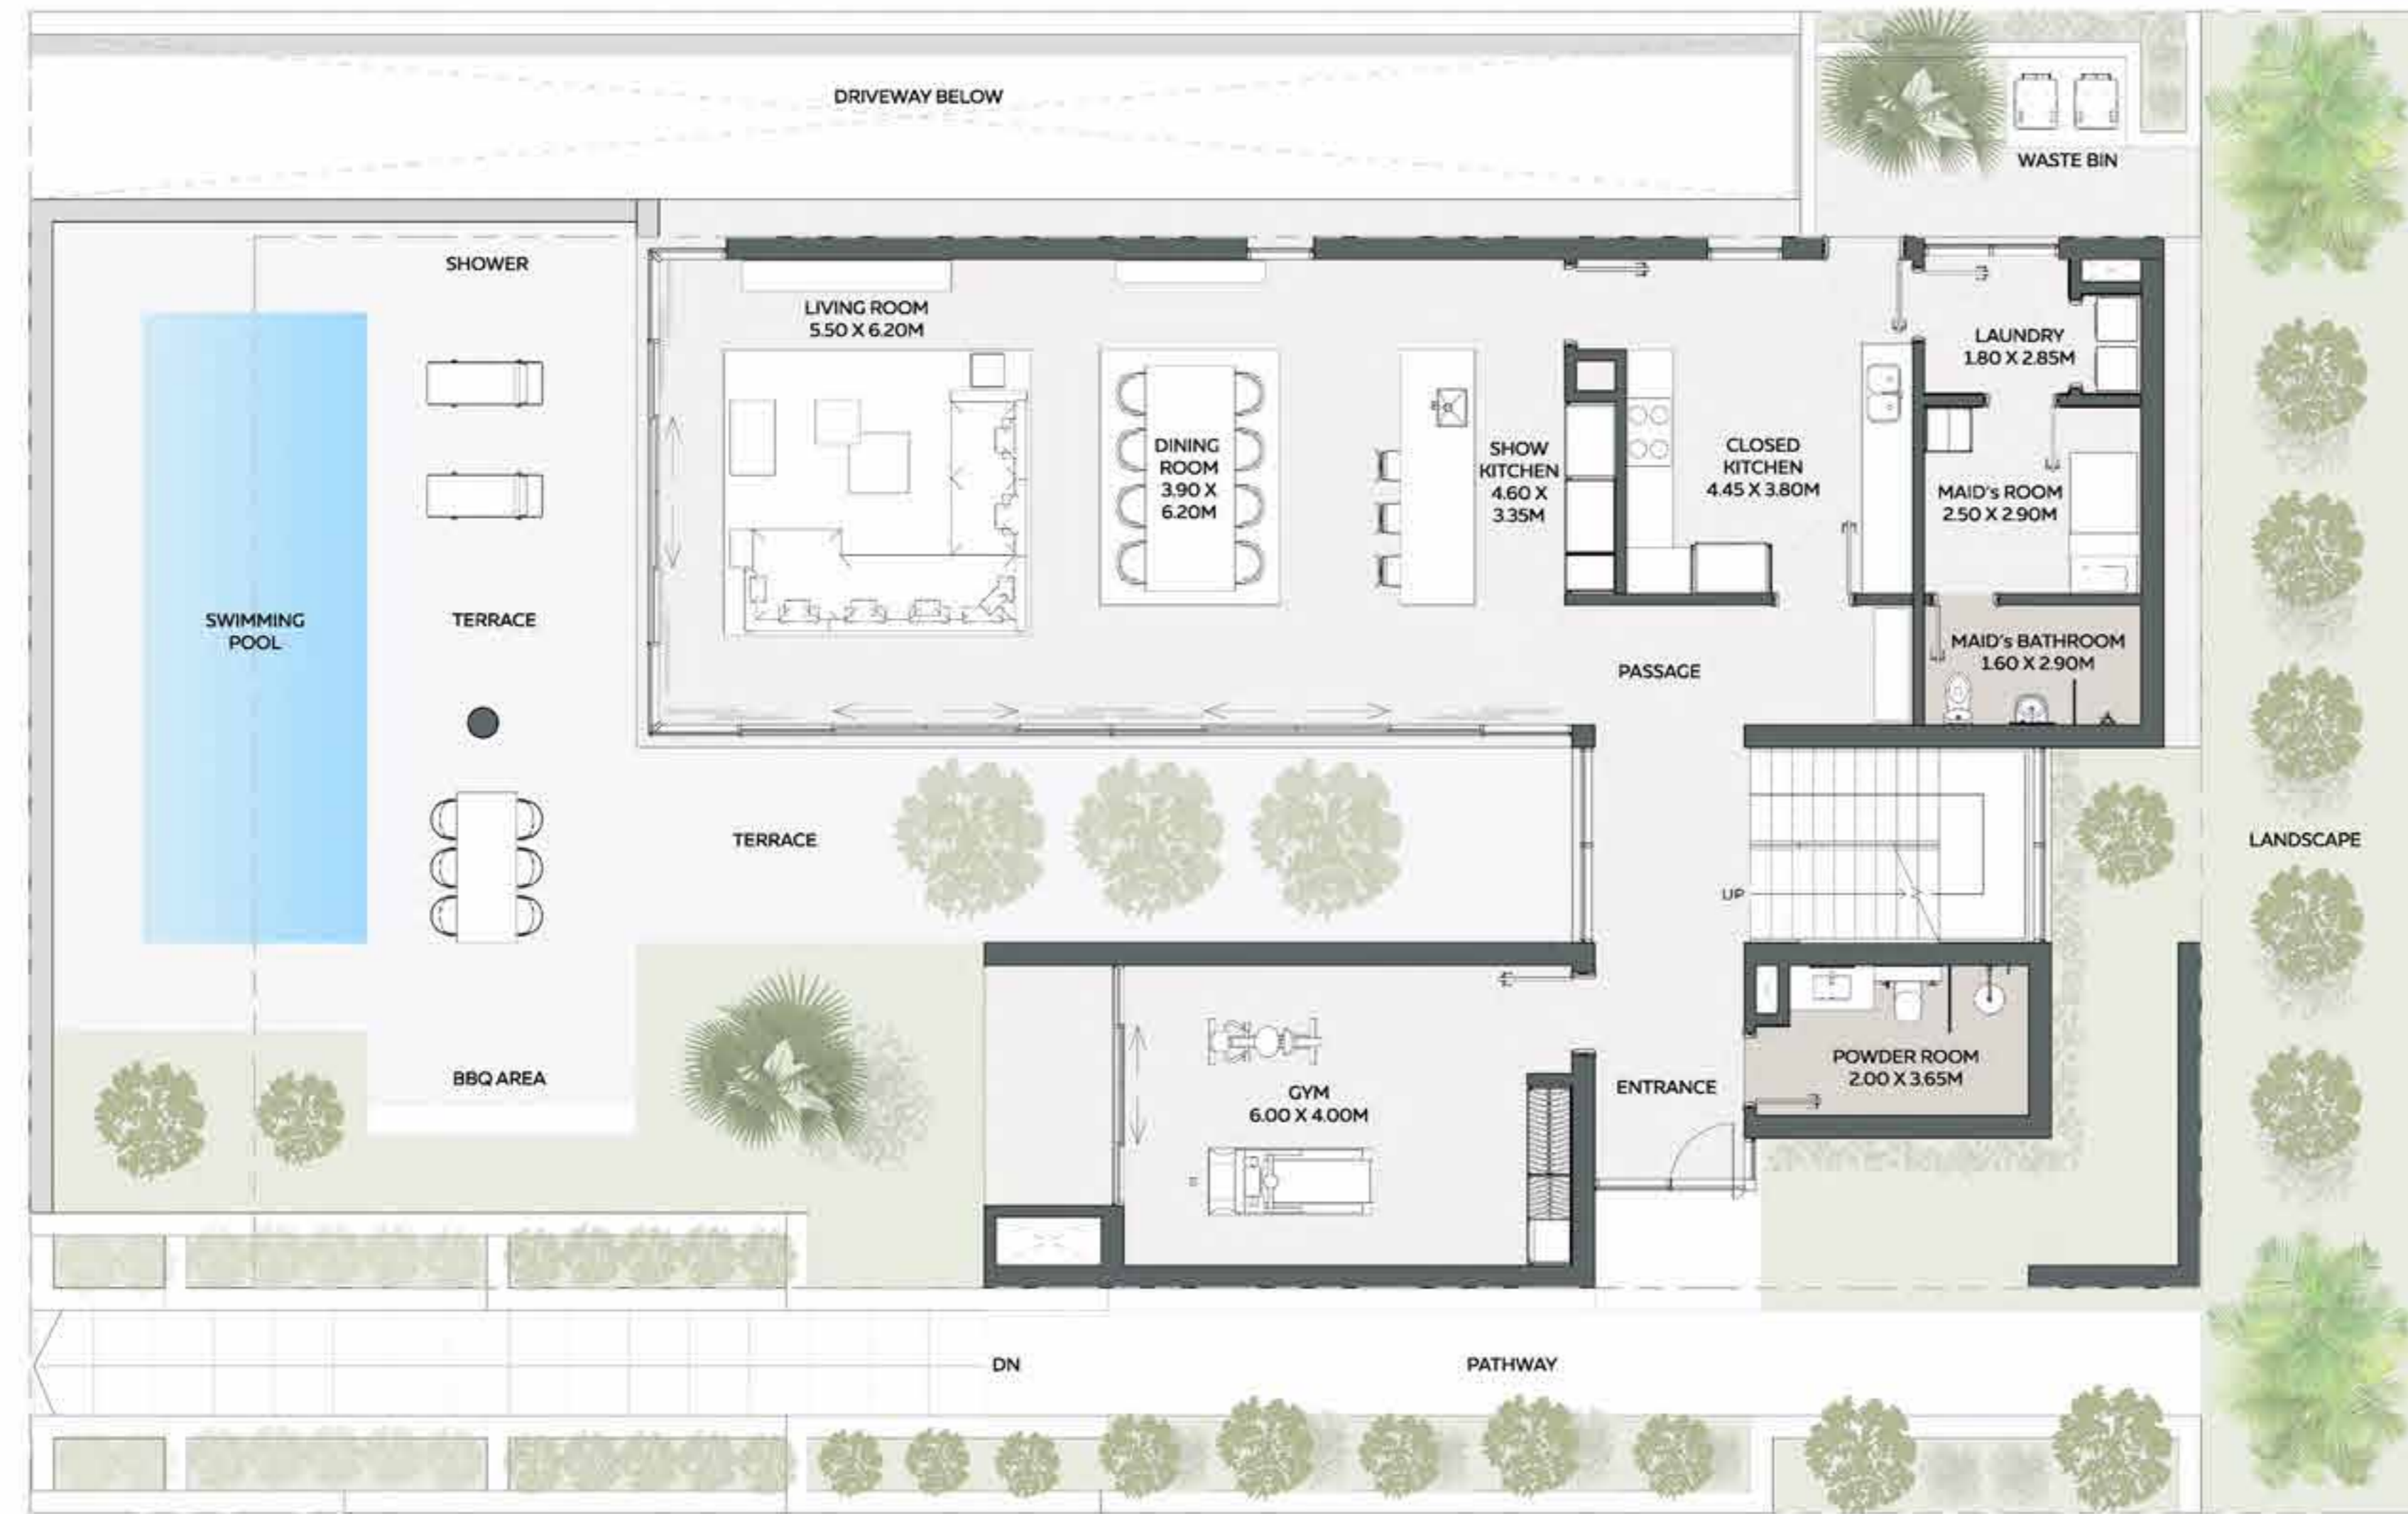 DRIVEWAY BELOW
WASTE BIN
SHOWER
LIVING ROOM
5.50 X 6.20M
LAUNDRY
1.80 X 2.85M
DINING
ROOM
3.90 X
6.20M
SHOW
KITCHEN
4.60 X
3.35M
CLOSED
KITCHEN
4.45 X 3.80M
MAID's ROOM
2.50 X 2.90M
SWIMMING
POOL
TERRACE
MAID's BATHROOM
1.60 X 2.90M
PASSAGE
TERRACE
LANDSCAPE
UP
BBQ AREA
GYM
6.00 X 4.00M
ENTRANCE
POWDER ROOM
2.00 X 3.65M
DN
PATHWAY